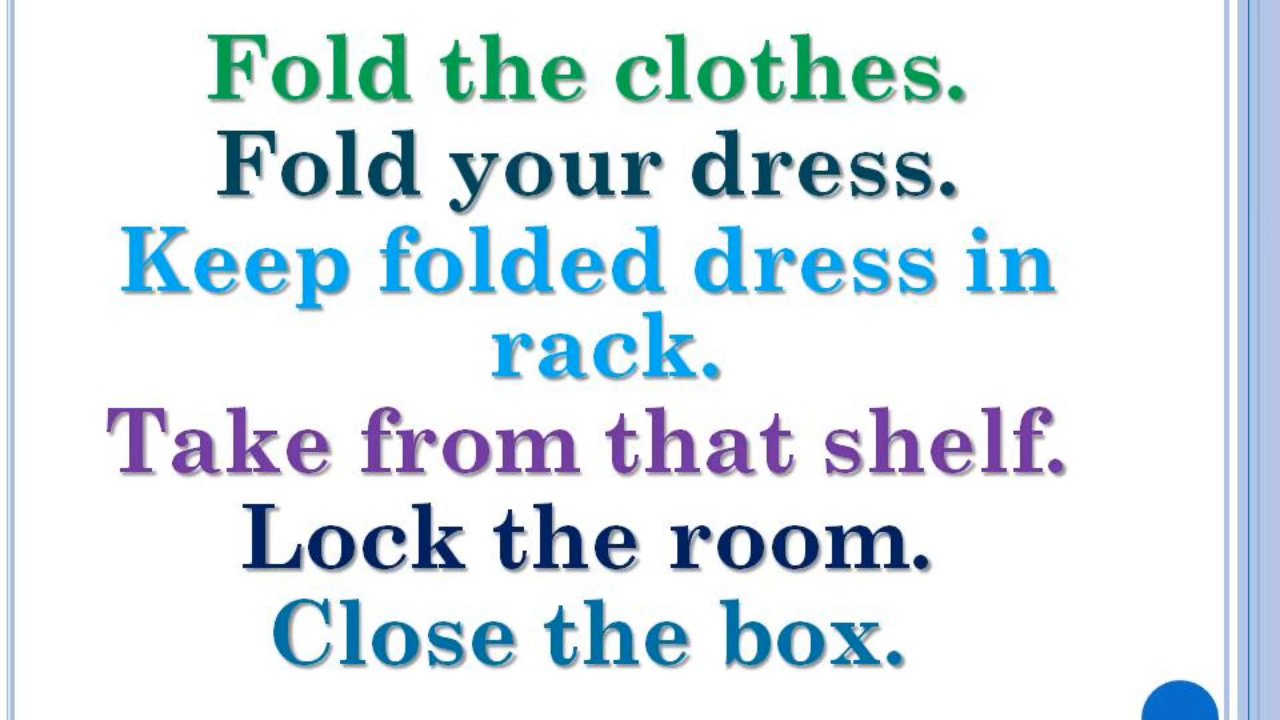 Fold the clothes.
Fold your dress.
Keep folded dress in
rack.
Take from that shelf.
Lock the room.
Close the box.